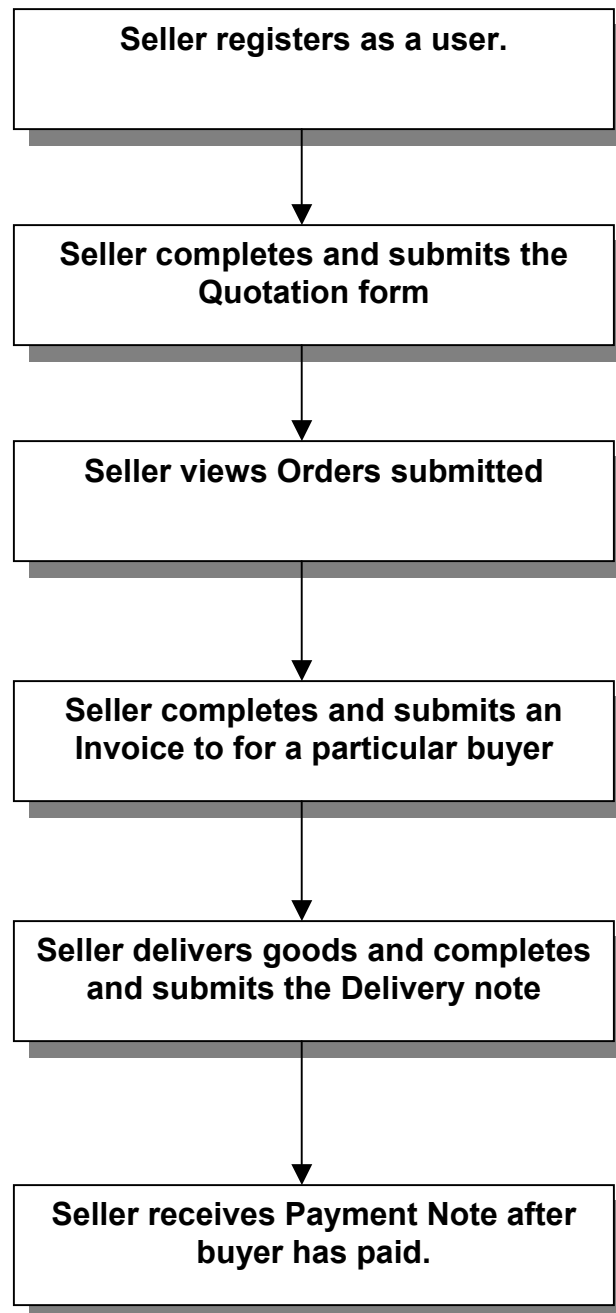 Seller registers as a user.
Seller completes and submits the
Quotation form
Seller views Orders submitted
Seller completes and submits an
Invoice to for a particular buyer
Seller delivers goods and completes
and submits the Delivery note
Seller receives Payment Note after
buyer has paid.